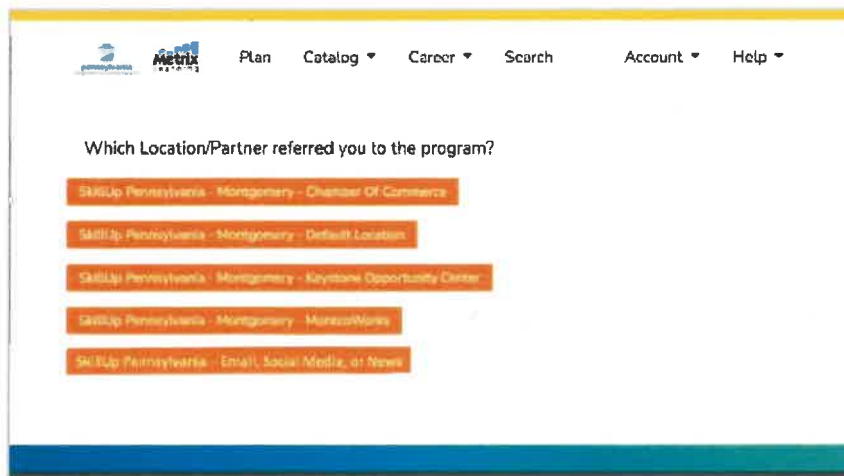 pennsylvania Metrix Learning Plan Catalog Career Search Account Help
Which Location/Partner referred you to the program?
SkillUp Pennsylvania - Montgomery - Chamber Of Commerce
SkillUp Pennsylvania - Montgomery - Default Location
SkillUp Pennsylvania - Montgomery - Keystone Opportunity Center
SkillUp Pennsylvania - Montgomery - MontcoWorks
SkillUp Pennsylvania - Email, Social Media, or News